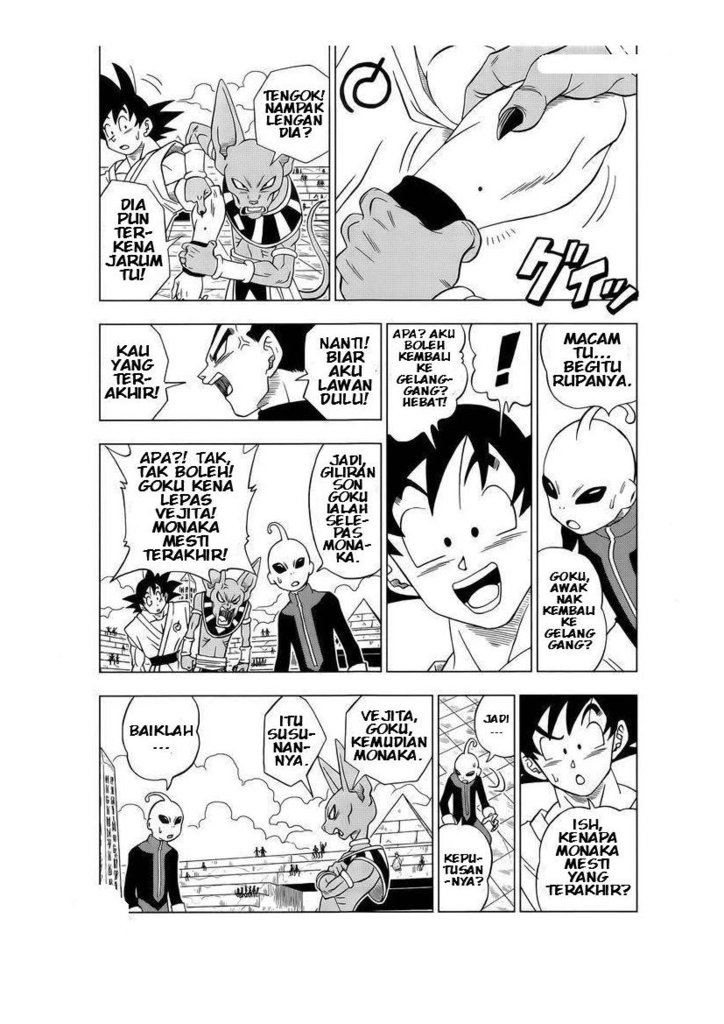 グイッ
TENGOK!
NAMPAK
LENGAN
DIA?
DIA
PUN
TER-
KENA
JARUM
TU!
MACAM
TU...
BEGITU
RUPANYA.
GOKU,
AWAK
NAK
KEMBALI
KE
GELANG
GANG?
!
APA? AKU
BOLEH
KEMBALI
KE
GELANG-
GANG?
HEBAT!
NANTI!
BIAR
AKU
LAWAN
DULU!
KAU
YANG
TER-
AKHIR!
JADI,
GILIRAN
SON
GOKU
IALAH
SELE-
PAS
MONA-
KA.
APA?! TAK,
TAK BOLEH!
GOKU KENA
LEPAS
VEJITA!
MONAKA
MESTI
TERAKHIR!
ISH,
KENAPA
MONAKA
MESTI
YANG
TERAKHIR?
JADI
...
KEPU-
TUSAN
-NYA?
VEJITA,
GOKU,
KEMUDIAN
MONAKA.
ITU
SUSU-
NAN-
NYA.
BAIKLAH
...